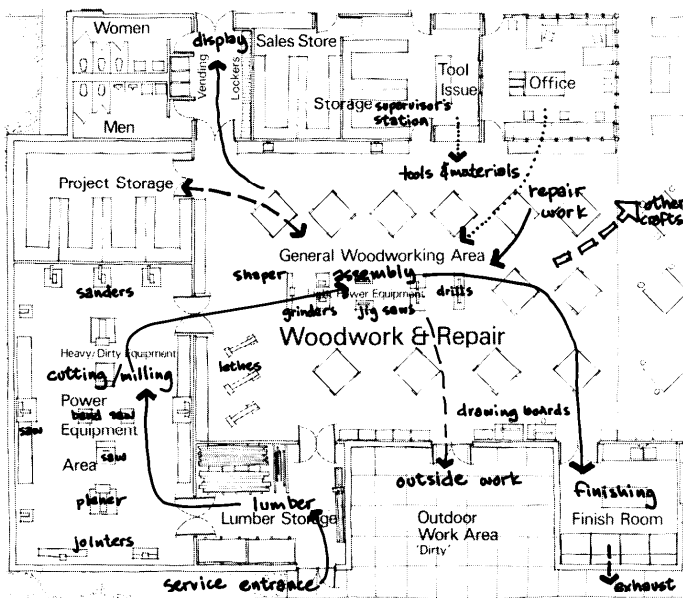 Women
display
Vending
Lockers
Sales Store
Tool
Issue
Office
Storage
supervisor's
station
Men
tools & materials
Project Storage
repair
work
other
crafts
General Woodworking Area
shaper
assembly
sanders
Light Power Equipment
drills
grinders
jig saws
Woodwork & Repair
Heavy/Dirty Equipment
lathes
cutting/milling
Power
band saw
saw
Equipment
drawing boards
Area
saw
outside work
planer
lumber
finishing
Lumber Storage
Outdoor
Work Area
'Dirty'
Finish Room
jointers
service entrance
exhaust